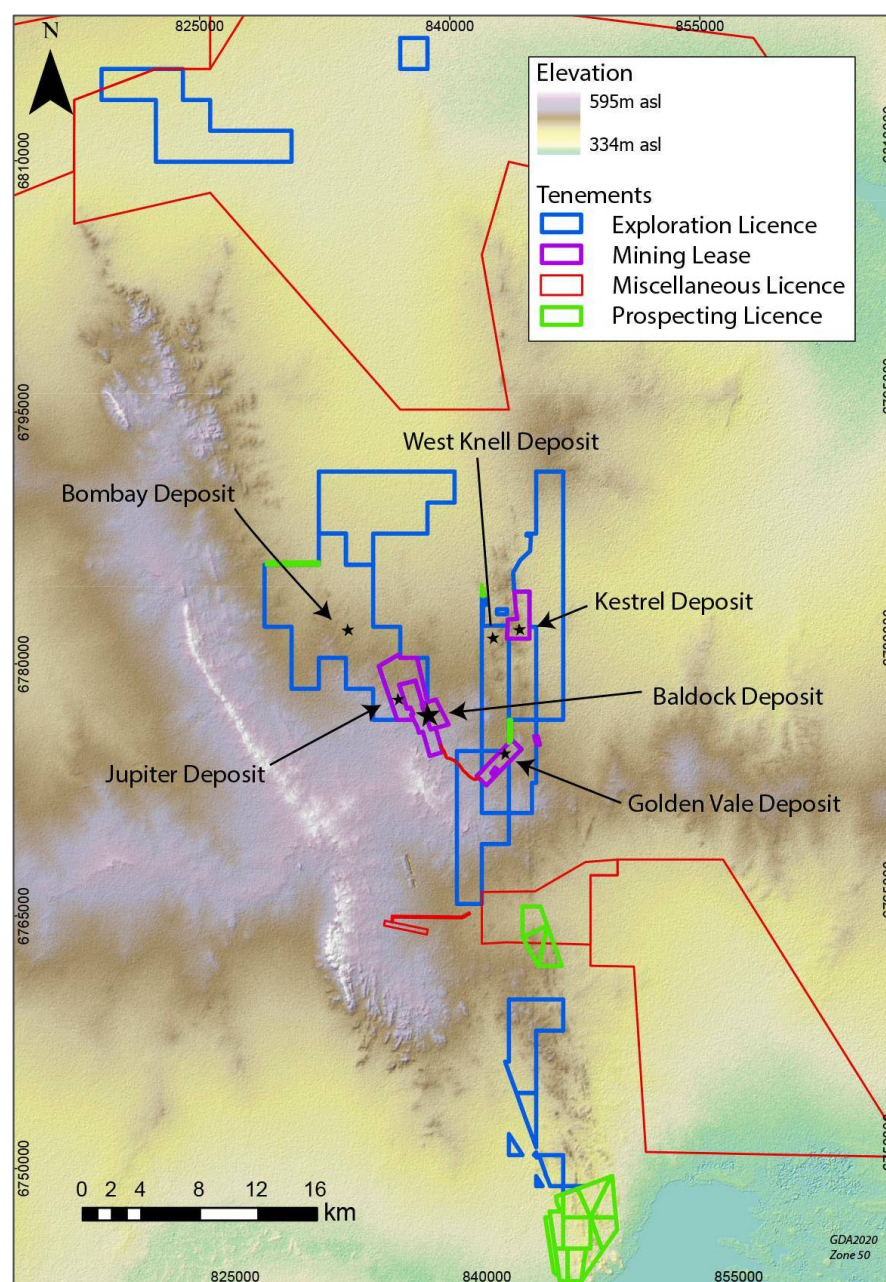 825000 840000 855000
N
Elevation
595m asl
334m asl
Tenements
Exploration Licence
Mining Lease
Miscellaneous Licence
Prospecting Licence
6810000
6795000
West Knell Deposit
Bombay Deposit
Kestrel Deposit
6780000
Baldock Deposit
Jupiter Deposit
Golden Vale Deposit
6765000
6750000
0 2 4 8 12 16
km
GDA2020
Zone 50
825000 840000 855000